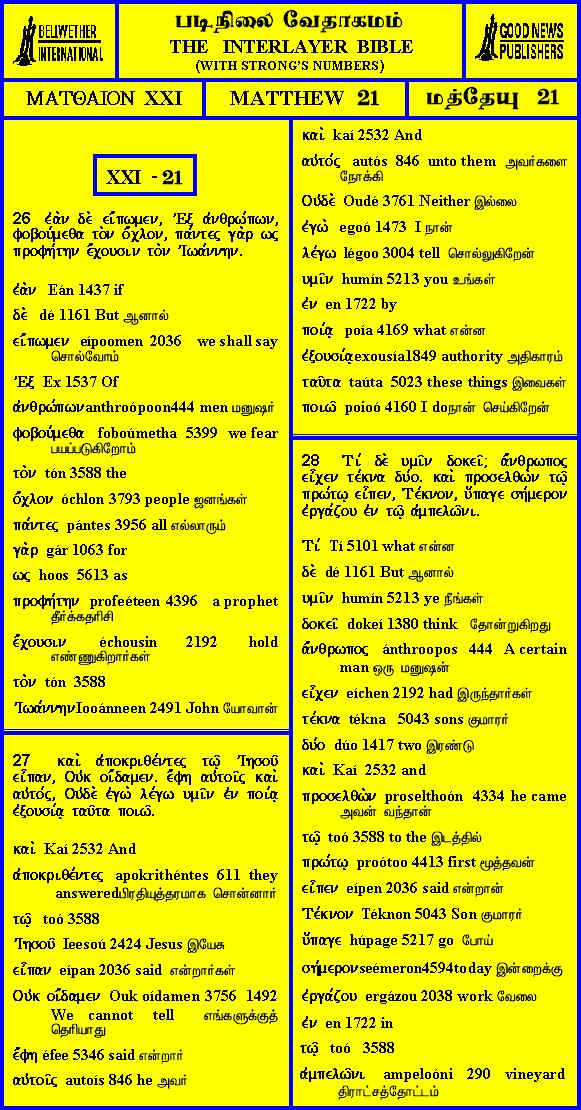 BELLWETHER
INTERNATIONAL
படிநிலை வேதாகமம்
THE INTERLAYER BIBLE
(WITH STRONG'S NUMBERS)
GOOD NEWS
PUBLISHERS
ΜΑΤΘΑΙΟΝ XXI
MATTHEW 21
மத்தேயு 21
XXI - 21
26 ἐὰν δὲ εἴπωμεν, Ἐξ ἀνθρώπων,
φοβούμεθα τὸν ὄχλον, πάντες γὰρ ως
προφήτην ἔχουσιν τὸν Ἰωάννην.
ἐὰν Eán 1437 if
δὲ dé 1161 But ஆனால்
εἴπωμεν eípoomen 2036 we shall say
சொல்வோம்
Ἐξ Ex 1537 Of
ἀνθρώπων anthroópoon444 men மனுஷர்
φοβούμεθα foboúmetha 5399 we fear
பயப்படுகிறோம்
τὸν tón 3588 the
ὄχλον óchlon 3793 people ஜனங்கள்
πάντες pántes 3956 all எல்லாரும்
γὰρ gár 1063 for
ως hoos 5613 as
προφήτην profeéteen 4396 a prophet
தீர்க்கதரிசி
ἔχουσιν échousin 2192 hold
எண்ணுகிறார்கள்
τὸν tón 3588
Ἰωάννην Iooánneen 2491 John யோவான்
27 καὶ ἀποκριθέντες τῷ Ἰησοῦ
εἶπαν, Οὐκ οἴδαμεν. ἔφη αὐτοῖς καὶ
αὐτός, Οὐδὲ ἐγὼ λέγω υμῖν ἐν ποίᾳ
ἐξουσίᾳ ταῦτα ποιῶ.
καὶ Kaí 2532 And
ἀποκριθέντες apokrithéntes 611 they
answered பிரதியுத்தரமாக சொன்னார்
τῷ toó 3588
Ἰησοῦ Ieesoú 2424 Jesus இயேசு
εἶπαν eípan 2036 said என்றார்கள்
Οὐκ οἴδαμεν Ouk oídamen 3756 1492
We cannot tell எங்களுக்குத்
தெரியாது
ἔφη éfee 5346 said என்றார்
αὐτοῖς autoís 846 he அவர்
καὶ kaí 2532 And
αὐτός autós 846 unto them அவர்களை
நோக்கி
Οὐδὲ Oudé 3761 Neither இல்லை
ἐγὼ egoó 1473 I நான்
λέγω légoo 3004 tell சொல்லுகிறேன்
υμῖν humín 5213 you உங்கள்
ἐν en 1722 by
ποίᾳ poía 4169 what என்ன
ἐξουσίᾳ exousía1849 authority அதிகாரம்
ταῦτα taúta 5023 these things இவைகள்
ποιῶ poioó 4160 I do நான் செய்கிறேன்
28 Τί δὲ υμῖν δοκεῖ; ἄνθρωπος
εἶχεν τέκνα δύο. καὶ προσελθὼν τῷ
πρώτῳ εἶπεν, Τέκνον, ὕπαγε σήμερον
ἐργάζου ἐν τῷ ἀμπελῶνι..
Τί Tí 5101 what என்ன
δὲ dé 1161 But ஆனால்
υμῖν humín 5213 ye நீங்கள்
δοκεῖ dokeí 1380 think தோன்றுகிறது
ἄνθρωπος ánthroopos 444 A certain
man ஒரு மனுஷன்
εἶχεν eíchen 2192 had இருந்தார்கள்
τέκνα tékna 5043 sons குமாரர்
δύο dúo 1417 two இரண்டு
καὶ Kaí 2532 and
προσελθὼν proselthoón 4334 he came
அவன் வந்தான்
τῷ toó 3588 to the இடத்தில்
πρώτῳ proótoo 4413 first மூத்தவன்
εἶπεν eípen 2036 said என்றான்
Τέκνον Téknon 5043 Son குமாரர்
ὕπαγε húpage 5217 go போய்
σήμερον seémeron4594today இன்றைக்கு
ἐργάζου ergázou 2038 work வேலை
ἐν en 1722 in
τῷ toó 3588
ἀμπελῶνι ampeloóni 290 vineyard
திராட்சத்தோட்டம்